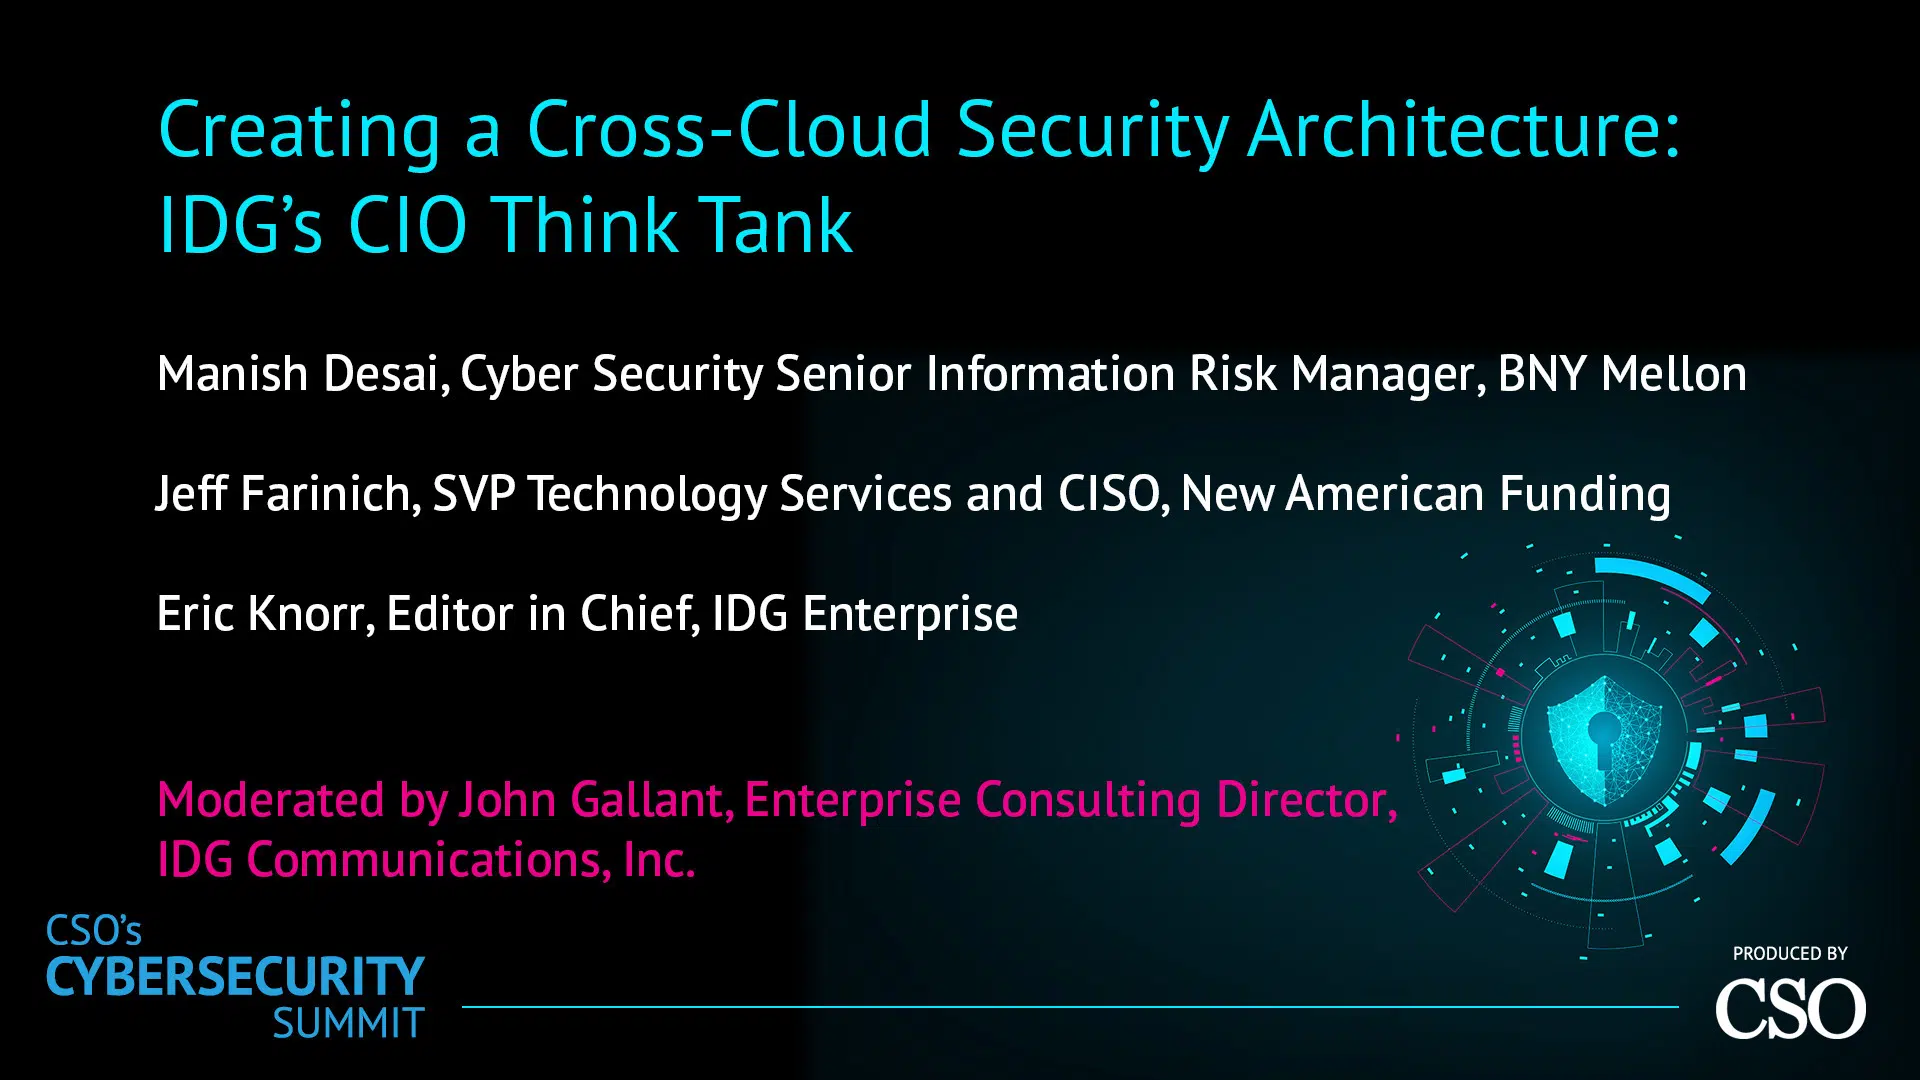 Creating a Cross-Cloud Security Architecture:
IDG’s CIO Think Tank
Manish Desai, Cyber Security Senior Information Risk Manager, BNY Mellon
Jeff Farinich, SVP Technology Services and CISO, New American Funding
Eric Knorr, Editor in Chief, IDG Enterprise
Moderated by John Gallant, Enterprise Consulting Director,
IDG Communications, Inc.
CSO’s
CYBERSECURITY
SUMMIT
PRODUCED BY
CSO